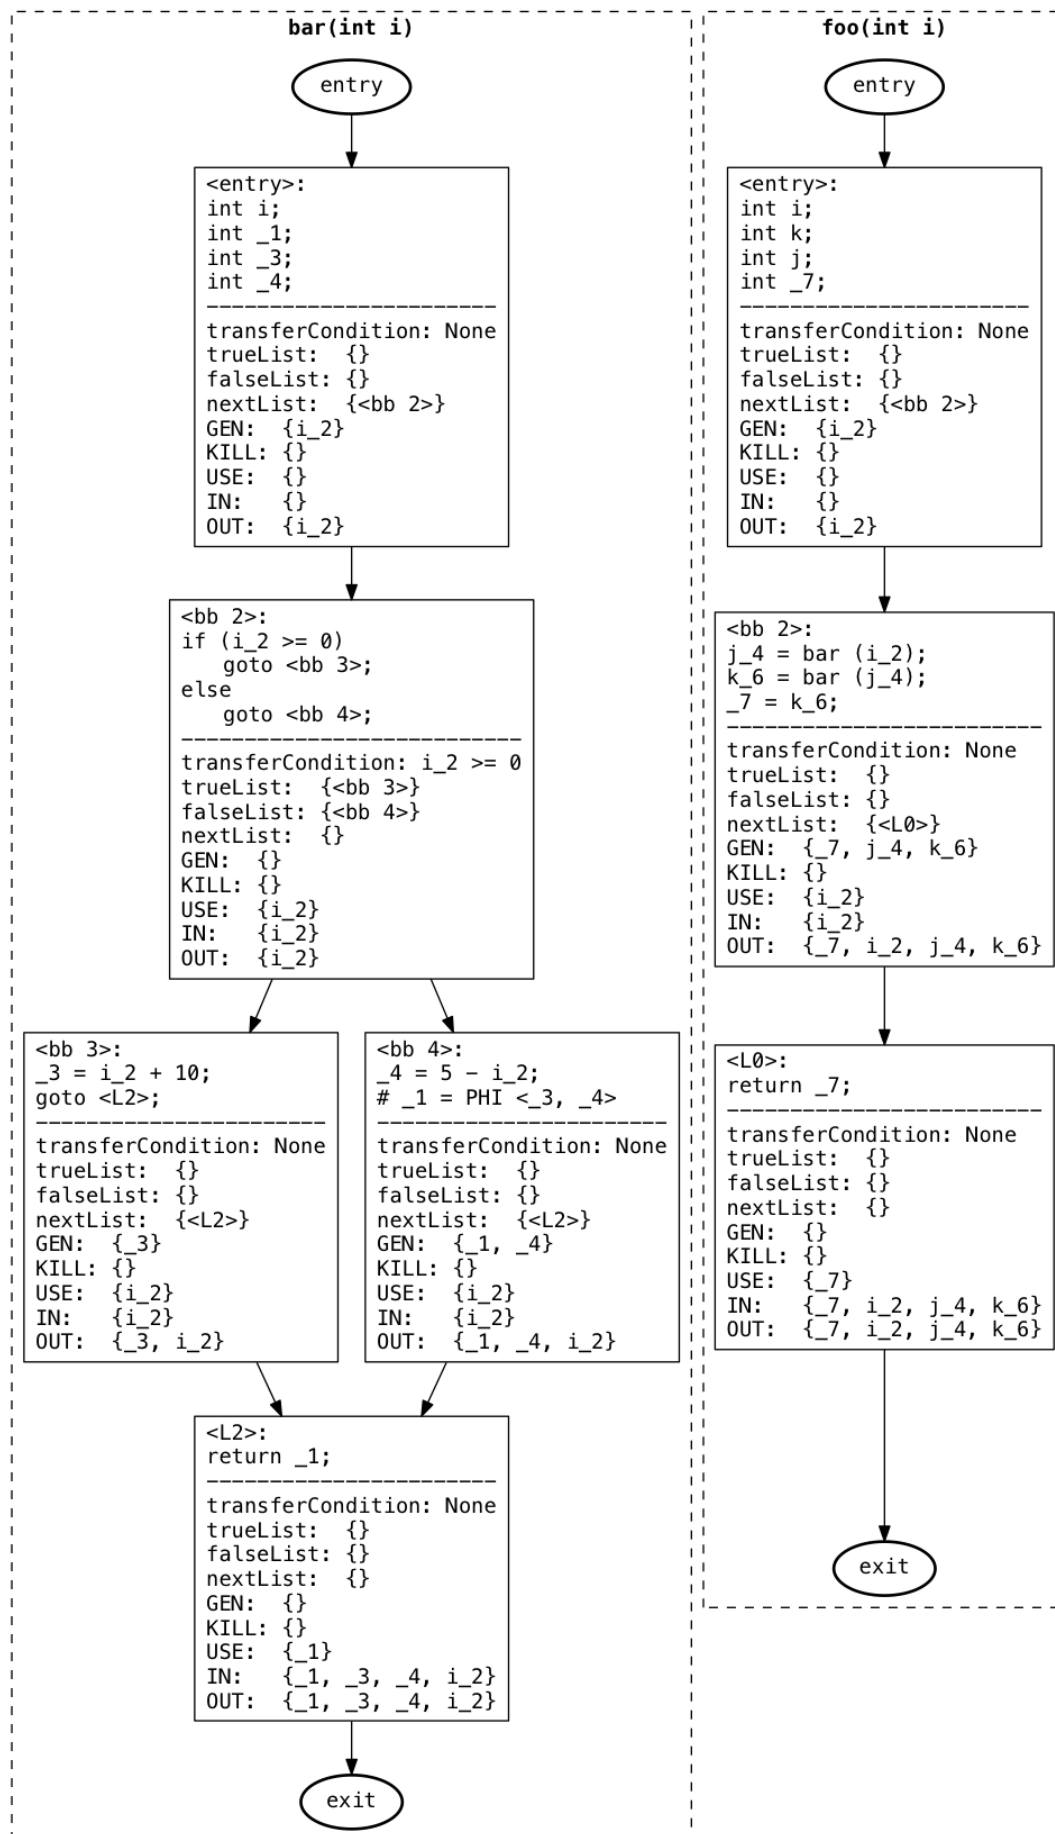 bar(int i)
entry
<entry>:
int i;
int _1;
int _3;
int _4;
transferCondition: None
trueList: {}
falseList: {}
nextList: {<bb 2>}
GEN: {i_2}
KILL: {}
USE: {}
IN: {}
OUT: {i_2}
<bb 2>:
if (i_2 >= 0)
goto <bb 3>;
else
goto <bb 4>;
transferCondition: i_2 >= 0
trueList: {<bb 3>}
falseList: {<bb 4>}
nextList: {}
GEN: {}
KILL: {}
USE: {i_2}
IN: {i_2}
OUT: {i_2}
<bb 3>:
_3 = i_2 + 10;
goto <L2>;
transferCondition: None
trueList: {}
falseList: {}
nextList: {<L2>}
GEN: {_3}
KILL: {}
USE: {i_2}
IN: {i_2}
OUT: {_3, i_2}
<bb 4>:
_4 = 5 − i_2;
# _1 = PHI <_3, _4>
transferCondition: None
trueList: {}
falseList: {}
nextList: {<L2>}
GEN: {_1, _4}
KILL: {}
USE: {i_2}
IN: {i_2}
OUT: {_1, _4, i_2}
<L2>:
return _1;
transferCondition: None
trueList: {}
falseList: {}
nextList: {}
GEN: {}
KILL: {}
USE: {_1}
IN: {_1, _3, _4, i_2}
OUT: {_1, _3, _4, i_2}
exit
foo(int i)
entry
<entry>:
int i;
int k;
int j;
int _7;
transferCondition: None
trueList: {}
falseList: {}
nextList: {<bb 2>}
GEN: {i_2}
KILL: {}
USE: {}
IN: {}
OUT: {i_2}
<bb 2>:
j_4 = bar (i_2);
k_6 = bar (j_4);
_7 = k_6;
transferCondition: None
trueList: {}
falseList: {}
nextList: {<L0>}
GEN: {_7, j_4, k_6}
KILL: {}
USE: {i_2}
IN: {i_2}
OUT: {_7, i_2, j_4, k_6}
<L0>:
return _7;
transferCondition: None
trueList: {}
falseList: {}
nextList: {}
GEN: {}
KILL: {}
USE: {_7}
IN: {_7, i_2, j_4, k_6}
OUT: {_7, i_2, j_4, k_6}
exit